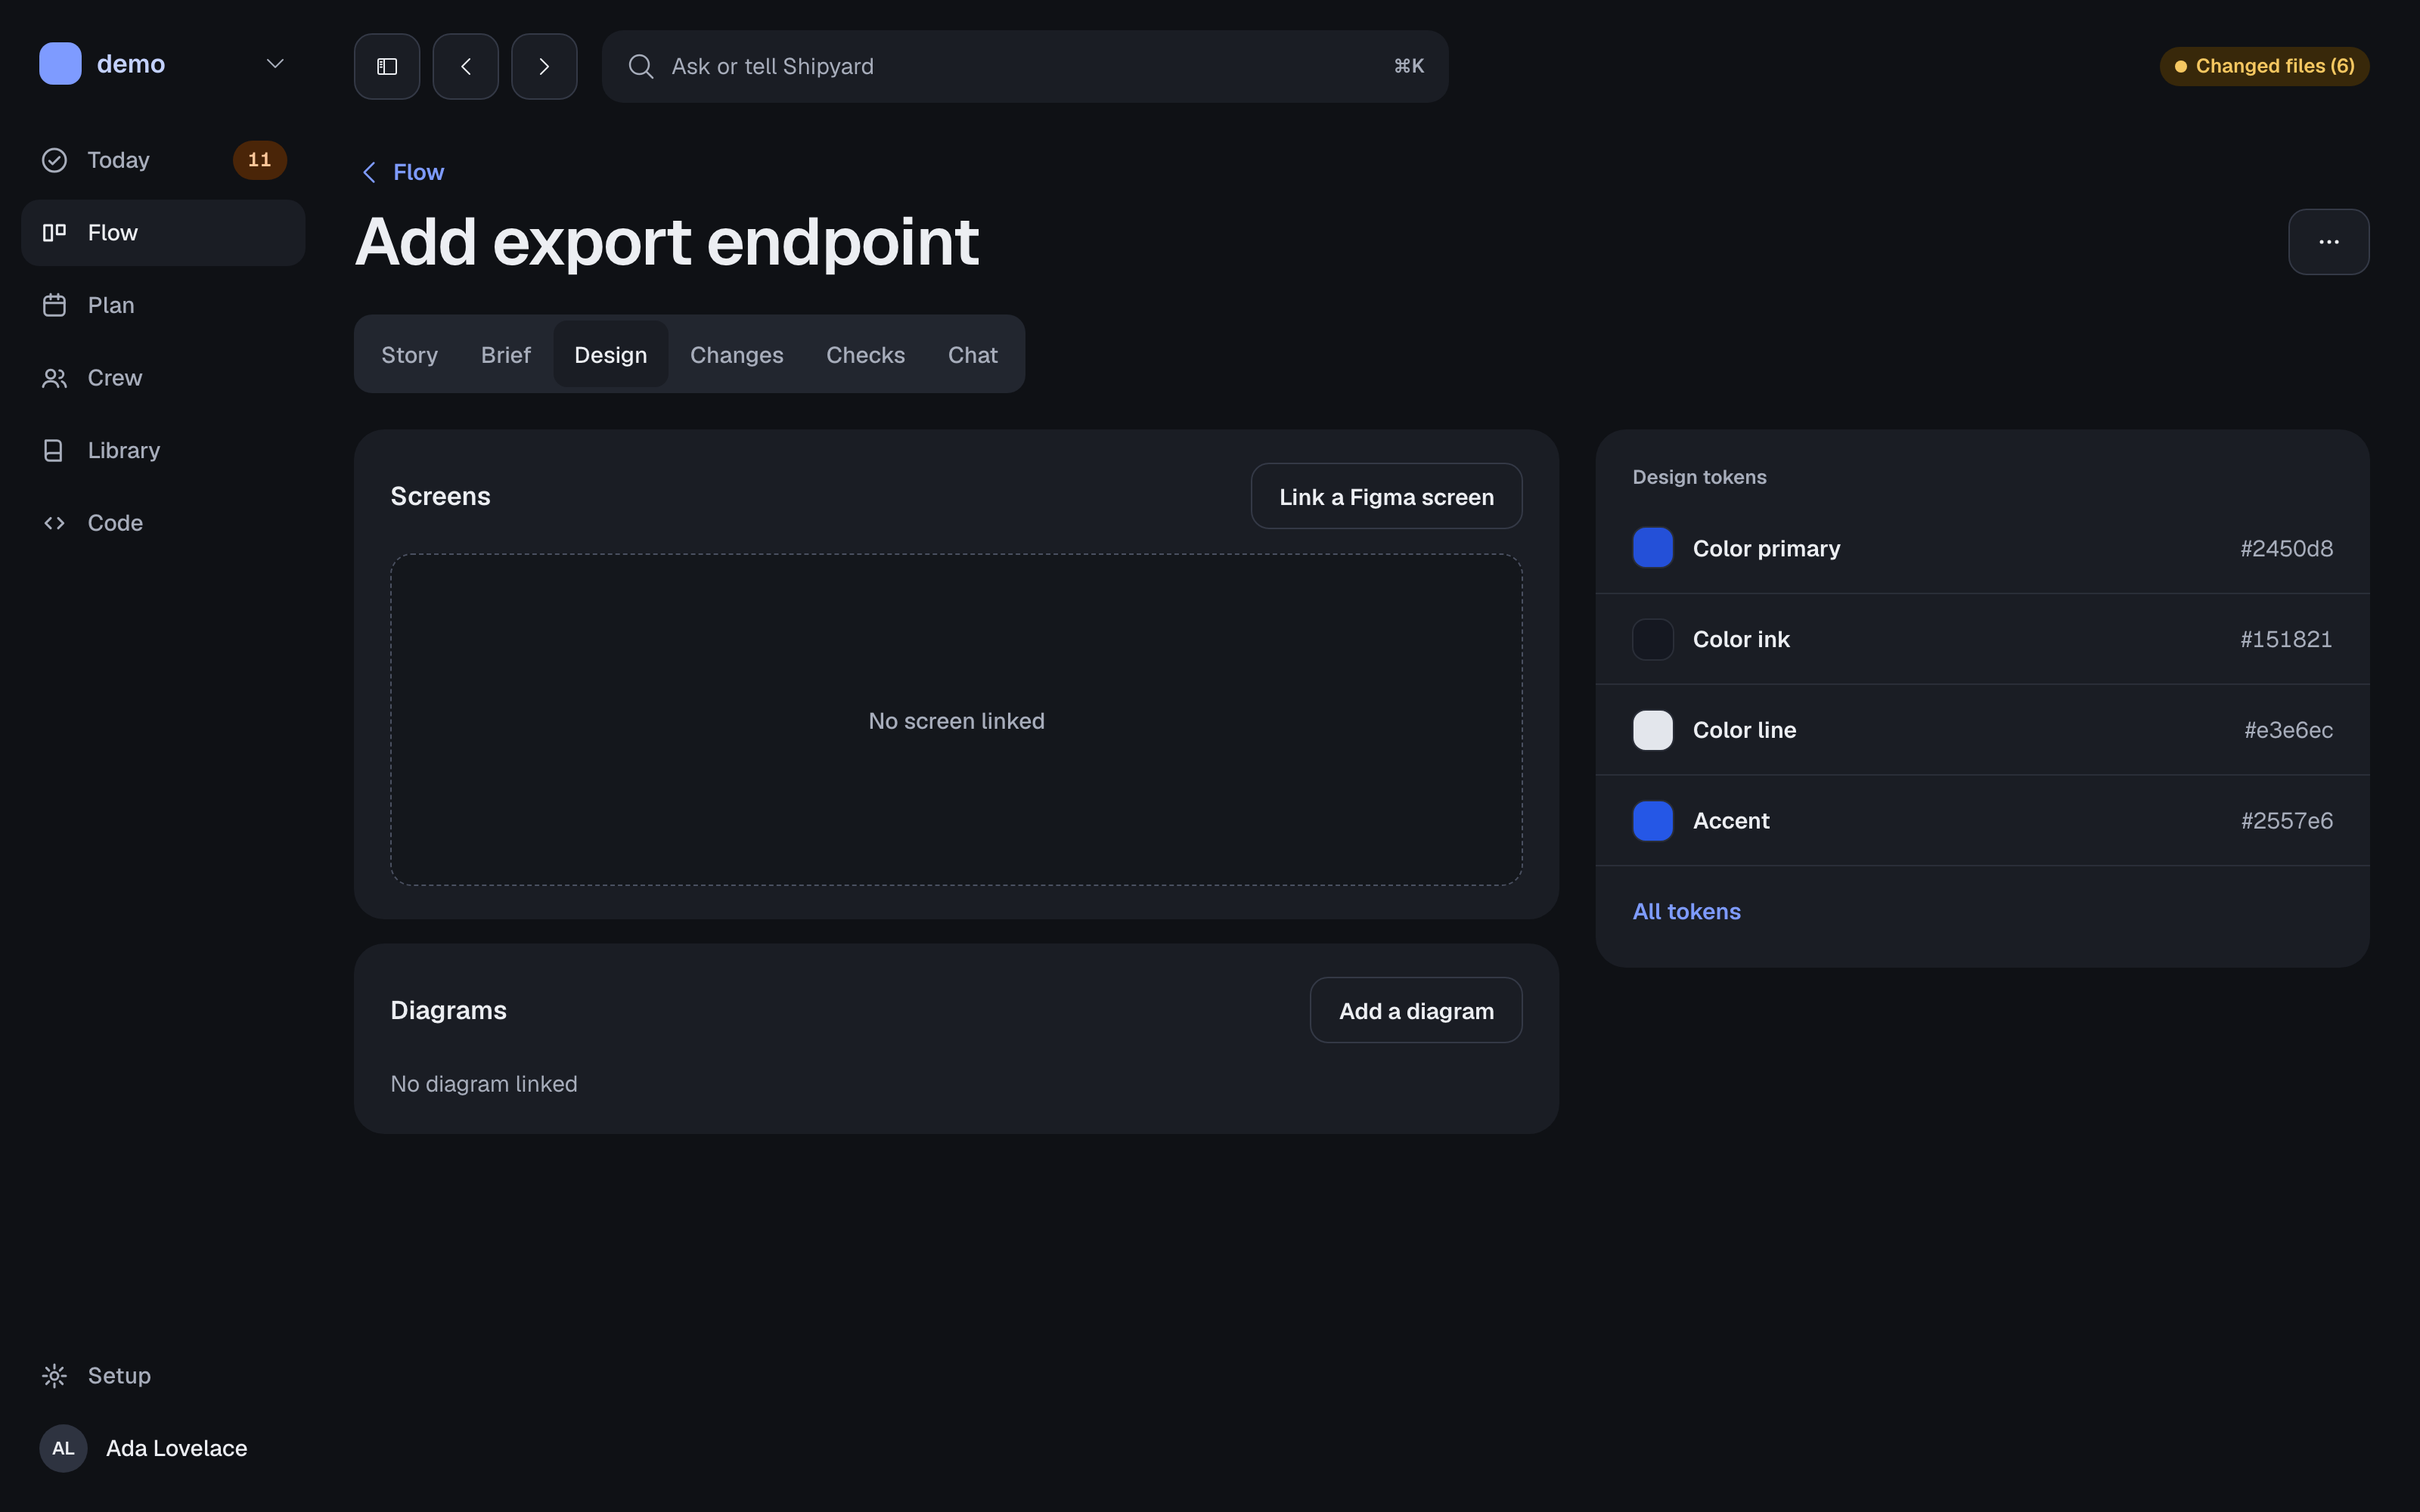 demo
Ask or tell Shipyard
⌘K
Changed files (6)
Today
11
Flow
Plan
Crew
Library
Code
Setup
AL
Ada Lovelace
Flow
Add export endpoint
Story
Brief
Design
Changes
Checks
Chat
Screens
Link a Figma screen
No screen linked
Diagrams
Add a diagram
No diagram linked
Design tokens
Color primary
#2450d8
Color ink
#151821
Color line
#e3e6ec
Accent
#2557e6
All tokens